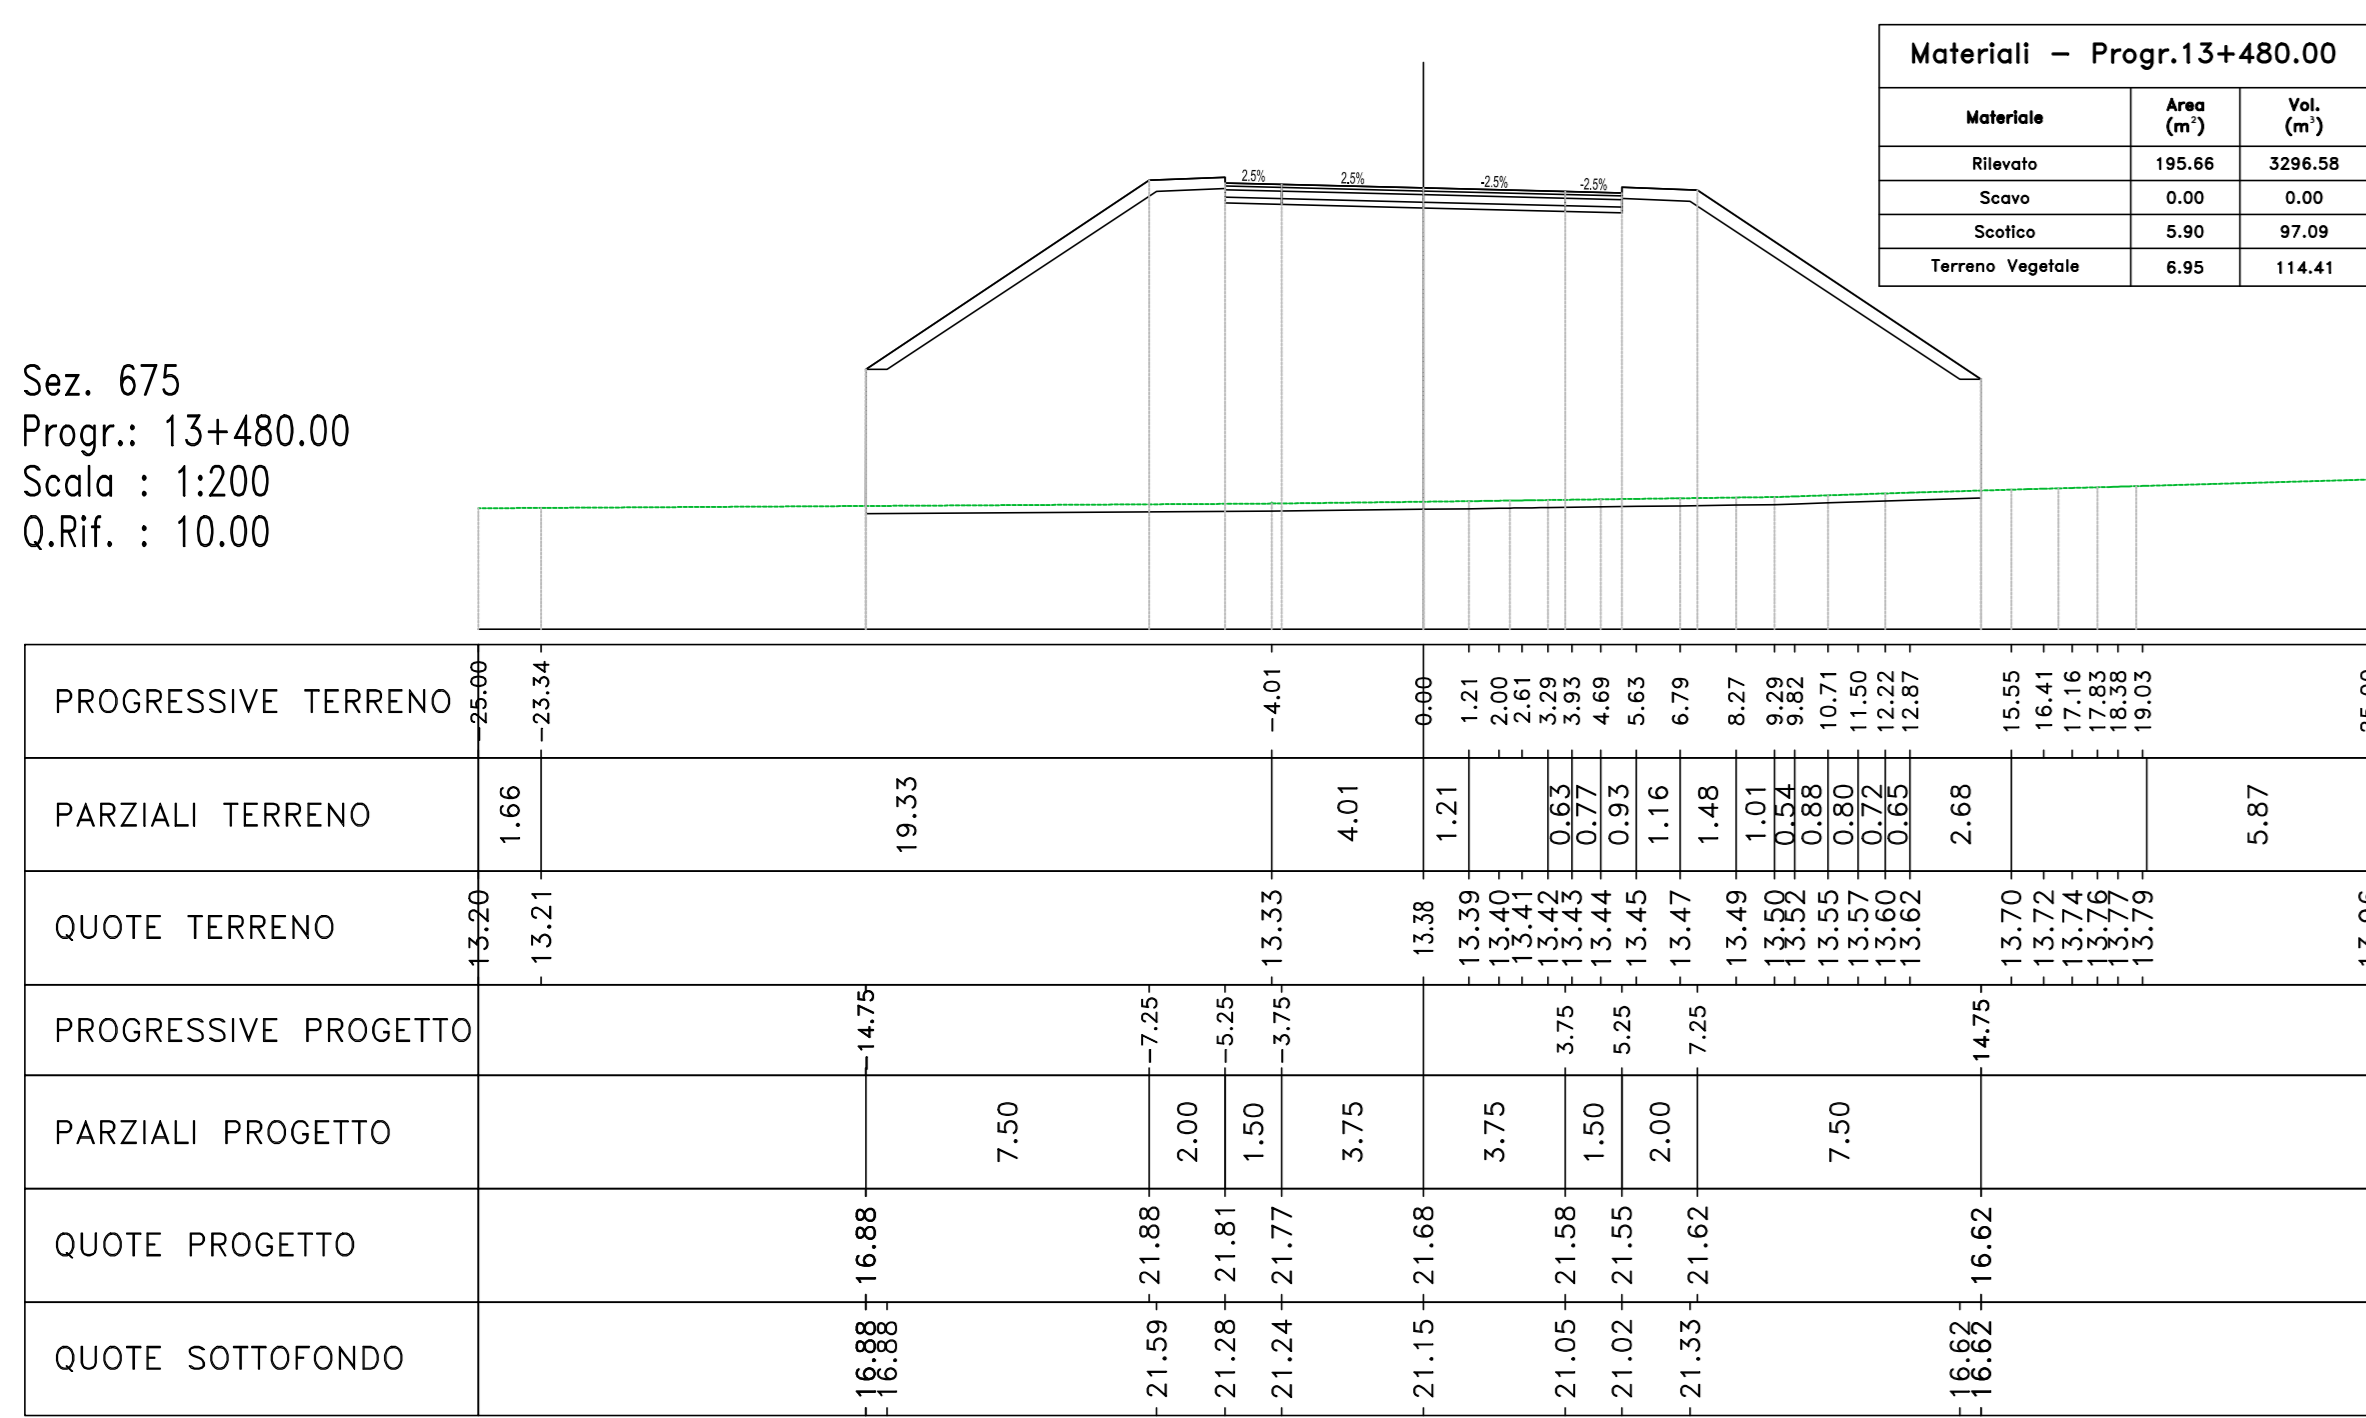 Materiali - Progr.13+480.00
Materiale Area (m²) Vol. (m³)
Rilevato 195.66 3296.58
Scavo 0.00 0.00
Scotico 5.90 97.09
Terreno Vegetale 6.95 114.41
2.5% 2.5% -2.5% -2.5%
Sez. 675
Progr.: 13+480.00
Scala : 1:200
Q.Rif. : 10.00
PROGRESSIVE TERRENO -25.00 -23.34 -4.01 0.00 1.21 2.00 2.61 3.29 3.93 4.69 5.63 6.79 8.27 9.29 9.82 10.71 11.50 12.22 12.87 15.55 16.41 17.16 17.83 18.38 19.03
PARZIALI TERRENO 1.66 19.33 4.01 1.21 0.63 0.77 0.93 1.16 1.48 1.01 0.54 0.88 0.80 0.72 0.65 2.68 5.87
QUOTE TERRENO 13.20 13.21 13.33 13.38 13.39 13.40 13.41 13.42 13.43 13.44 13.45 13.47 13.49 13.50 13.52 13.55 13.57 13.60 13.62 13.70 13.72 13.74 13.76 13.77 13.79
PROGRESSIVE PROGETTO -14.75 -7.25 -5.25 -3.75 3.75 5.25 7.25 14.75
PARZIALI PROGETTO 7.50 2.00 1.50 3.75 3.75 1.50 2.00 7.50
QUOTE PROGETTO 16.88 21.88 21.81 21.77 21.68 21.58 21.55 21.62 16.62
QUOTE SOTTOFONDO 16.88 16.88 21.59 21.28 21.24 21.15 21.05 21.02 21.33 16.62 16.62